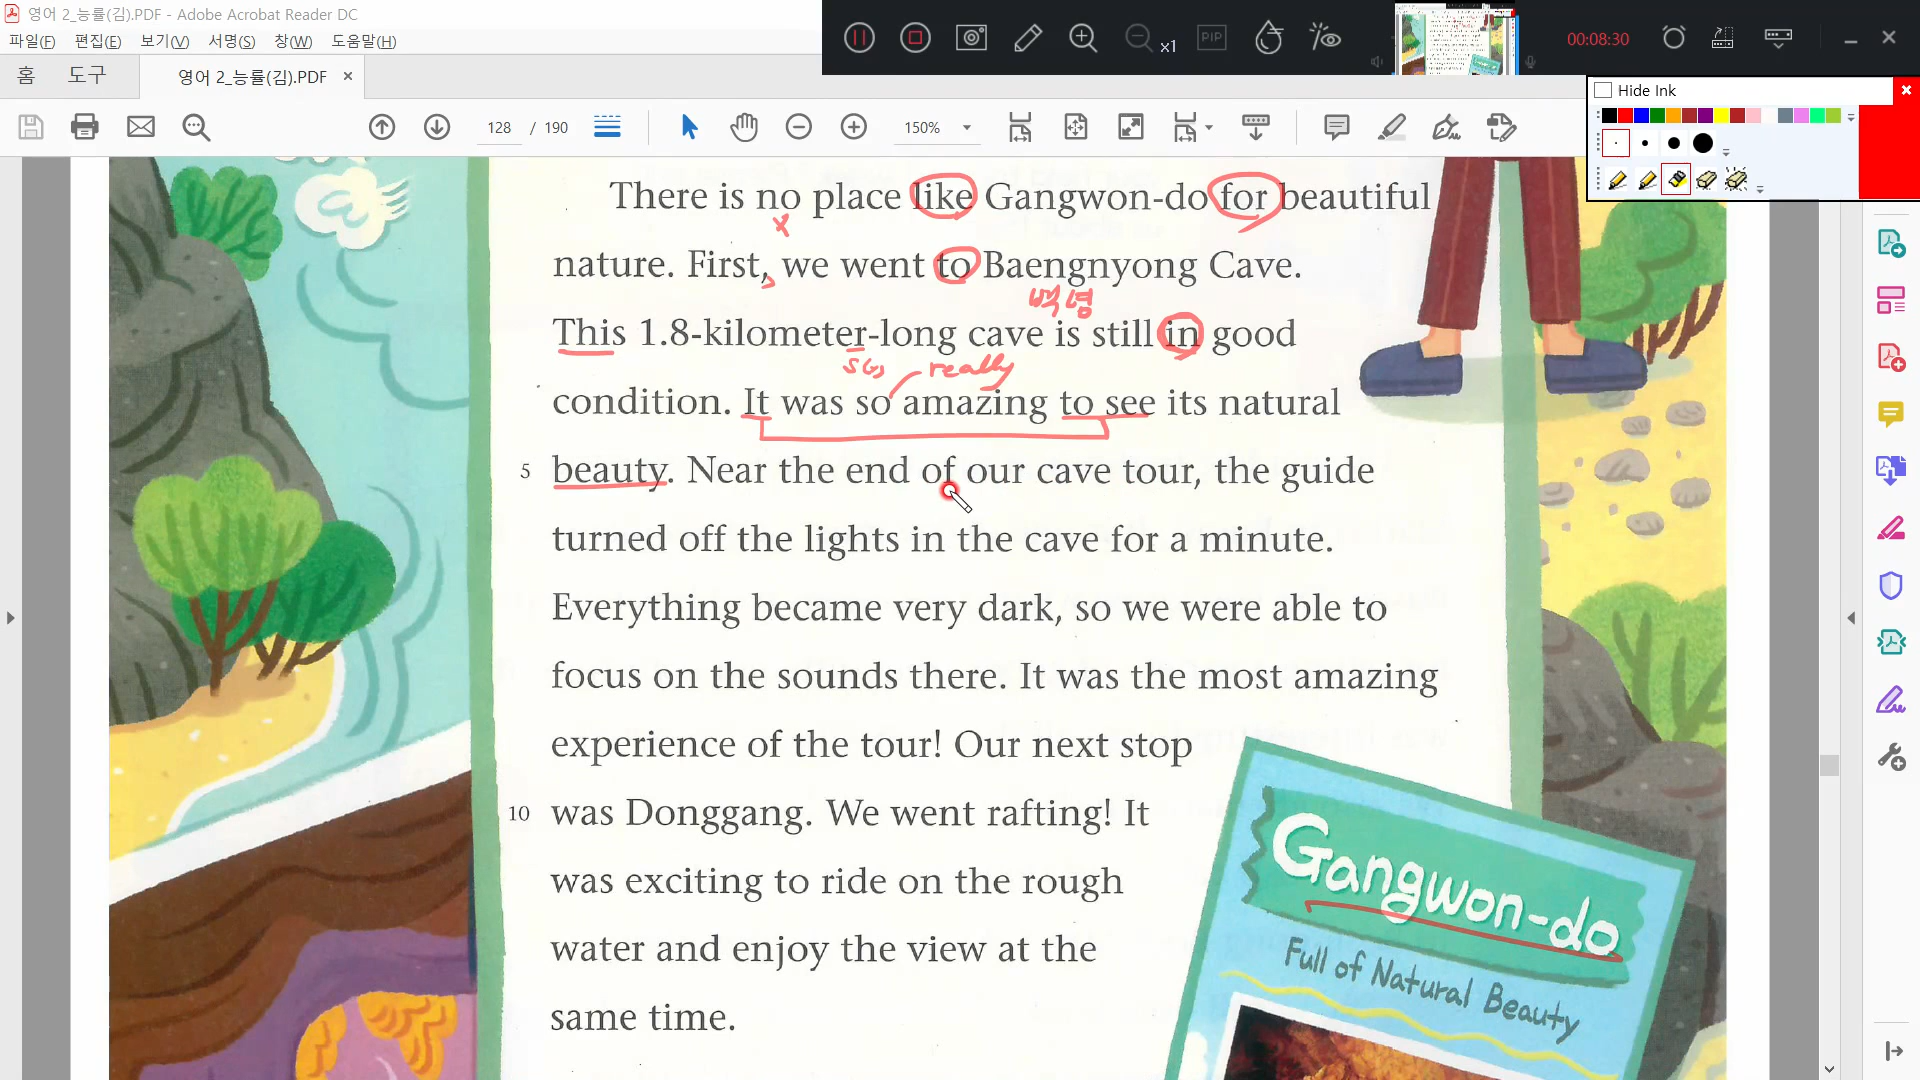 영어 2_능률(김).PDF - Adobe Acrobat Reader DC
파일(F) 편집(E) 보기(V) 서명(S) 창(W) 도움말(H)
x1 PIP 00:08:30
홈 도구 영어 2_능률(김).PDF ×
Hide Ink
128 / 190 150%
There is no place like Gangwon-do for beautiful
x
nature. First, we went to Baengnyong Cave.
백령
This 1.8-kilometer-long cave is still in good
really
condition. It was so amazing to see its natural
5 beauty. Near the end of our cave tour, the guide
turned off the lights in the cave for a minute.
Everything became very dark, so we were able to
focus on the sounds there. It was the most amazing
experience of the tour! Our next stop
10 was Donggang. We went rafting! It
was exciting to ride on the rough
water and enjoy the view at the
same time.
Gangwon-do
Full of Natural Beauty